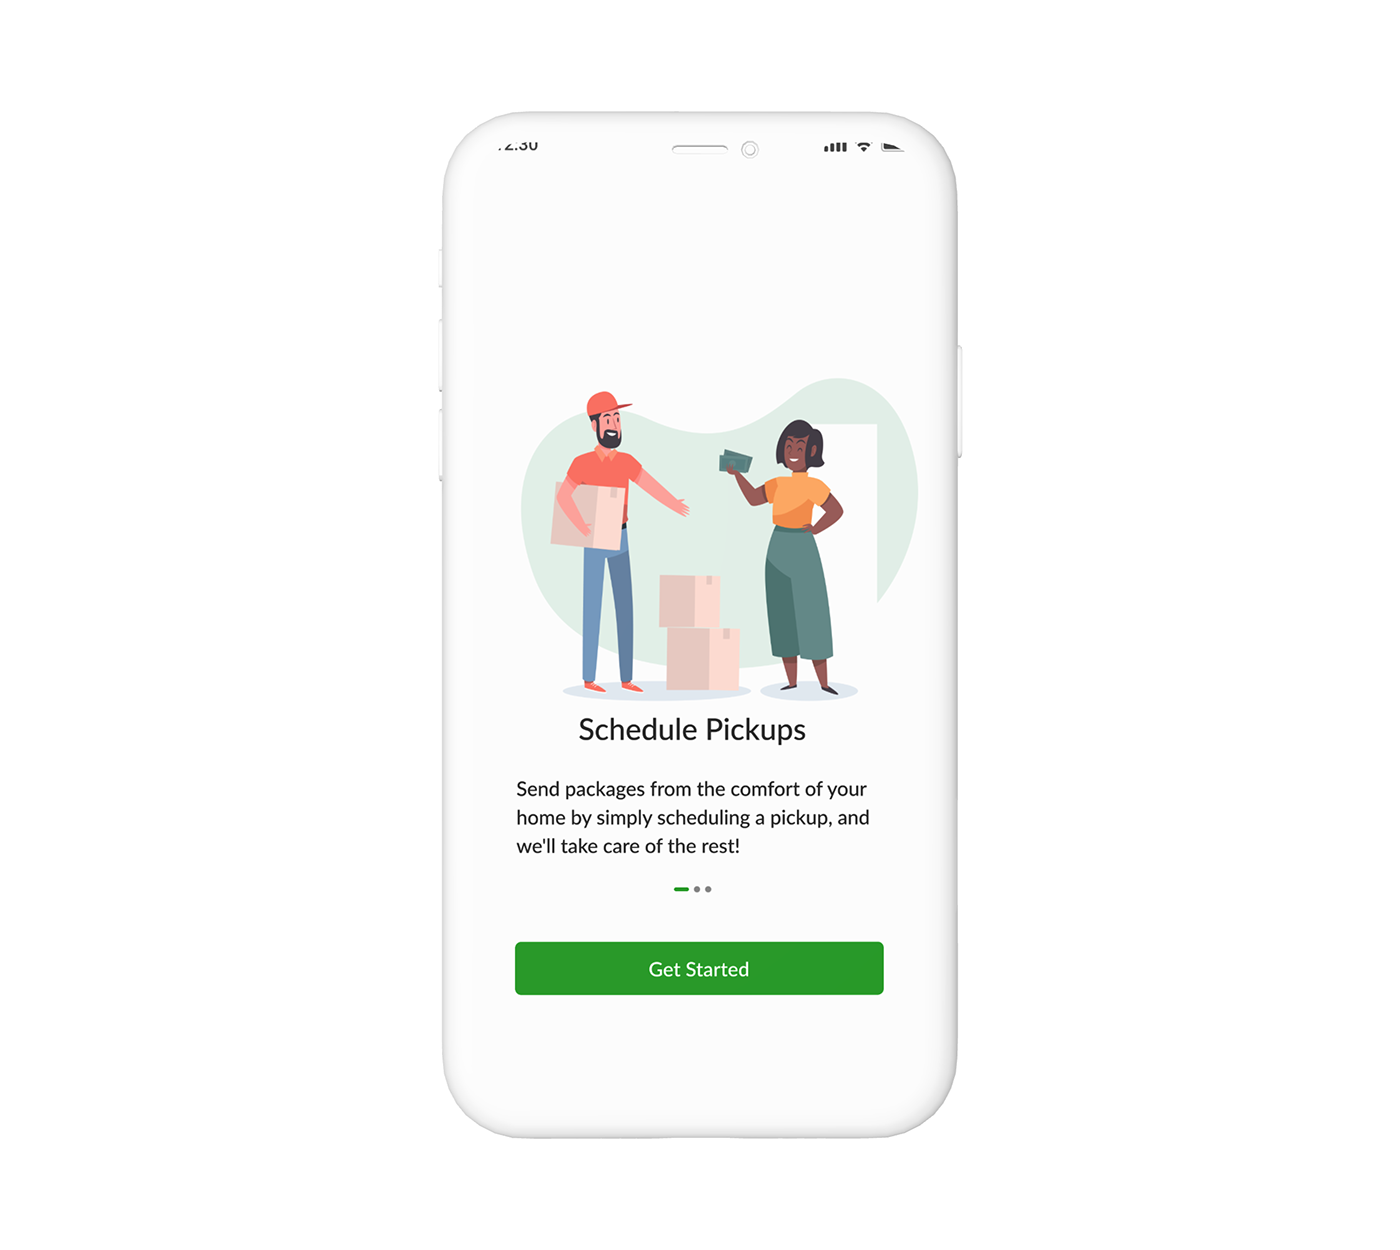 2:30
Schedule Pickups
Send packages from the comfort of your
home by simply scheduling a pickup, and
we'll take care of the rest!
Get Started